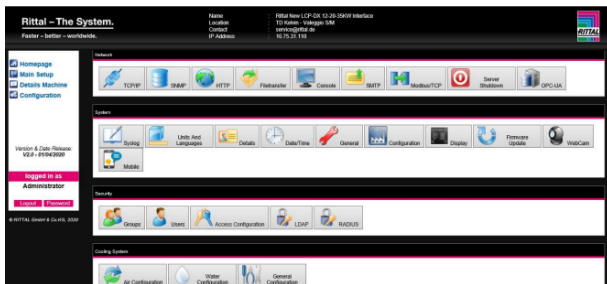 Rittal – The System.
Faster – better – worldwide.
Name : Rittal New LCP-DX 12-20-35KW Interface
Location : TD Kehlm - Valeggio S/M
Contact : service@rittal.de
IP Address : 10.75.31.110
RITTAL
Homepage
Main Setup
Details Machine
Configuration
Version & Date Release:
V2.0 - 01/04/2020
logged in as
Administrator
Logout Password
© RITTAL GmbH & Co.KG, 2020
Network
TCP/IP SNMP HTTP Filetransfer Console SMTP Modbus/TCP Server Shutdown OPC-UA
System
Syslog Units And Languages Details Date/Time General Configuration Display Firmware Update WebCam
Mobile
Security
Groups Users Access Configuration LDAP RADIUS
Cooling System
Air Configuration Water Configuration General Configuration